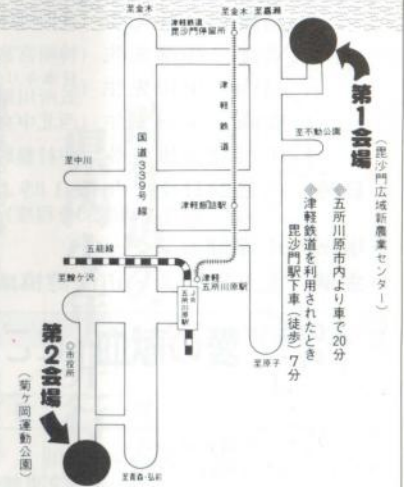 至金木
津軽鉄道
毘沙門停留所
至金木
至嘉瀬
第1会場
（毘沙門広域新農業センター）
◆五所川原市内より車で20分
◆津軽鉄道を利用されたとき
毘沙門駅下車（徒歩）7分
津軽鉄道
国道339号線
至不動公園
至中川
津軽飯詰駅
五能線
至鰺ケ沢
津軽
五所川原駅
JR
五所川原駅
◎市役所
第2会場
（菊ケ岡運動公園）
至原子
至青森・弘前